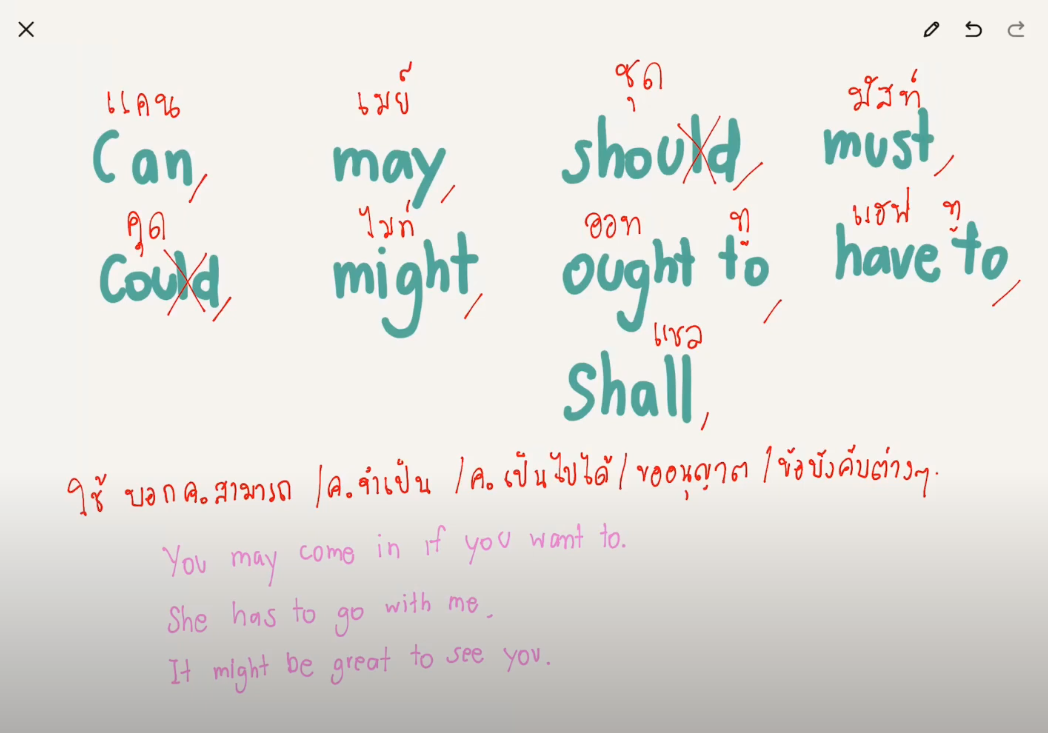 แคน เมย์ ชุด มัสท์
Can, may, should, must,
คุด ไมท์ ออท ทู แฮฟ ทู
Could, might, ought to, have to,
แชล
Shall,
ใช้ บอก ค.สามารถ / ค.จำเป็น / ค.เป็นไปได้ / ขออนุญาต / ข้อบังคับต่างๆ.
You may come in if you want to.
She has to go with me.
It might be great to see you.